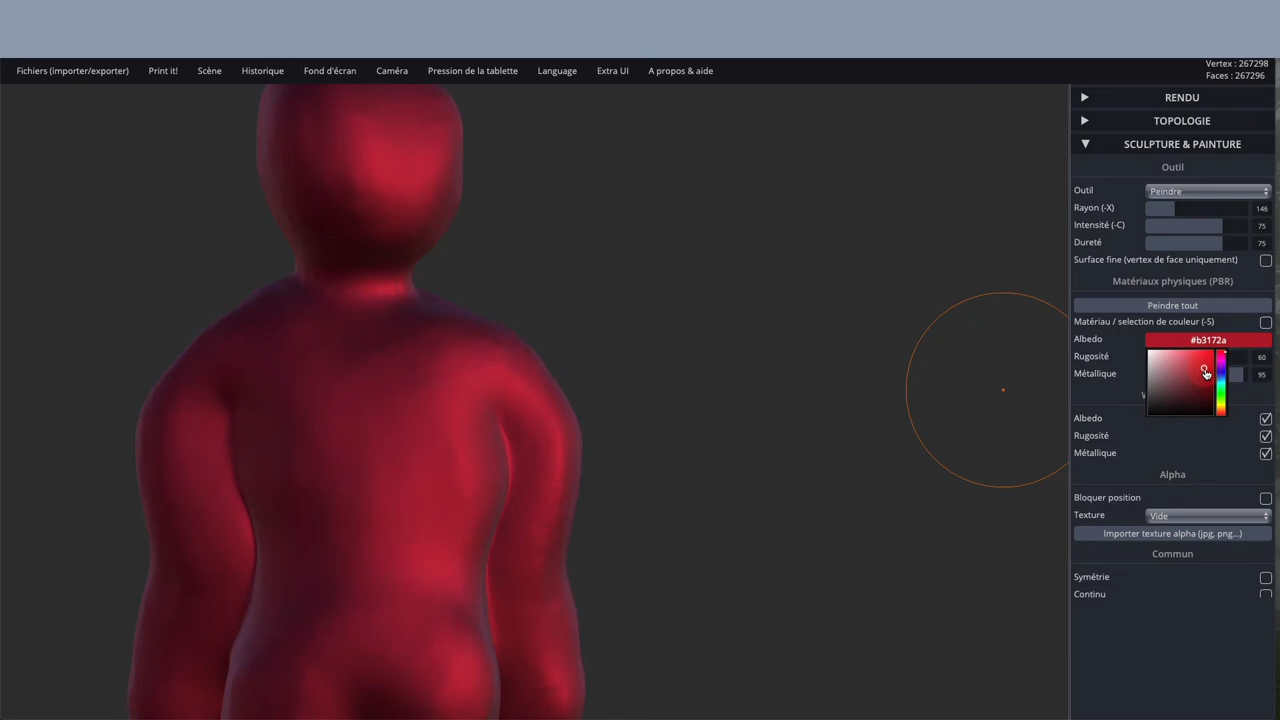 Fichiers (importer/exporter) Print it! Scène Historique Fond d'écran Caméra Pression de la tablette Language Extra UI A propos & aide
Vertex : 267298
Faces : 267296
RENDU
TOPOLOGIE
SCULPTURE & PAINTURE
Outil
Outil Peindre
Rayon (-X) 146
Intensité (-C) 75
Dureté 75
Surface fine (vertex de face uniquement)
Matériaux physiques (PBR)
Peindre tout
Matériau / selection de couleur (-S)
Albedo #b3172a
Rugosité 60
Métallique 95
Albedo
Rugosité
Métallique
Alpha
Bloquer position
Texture Vide
Importer texture alpha (jpg, png...)
Commun
Symétrie
Continu